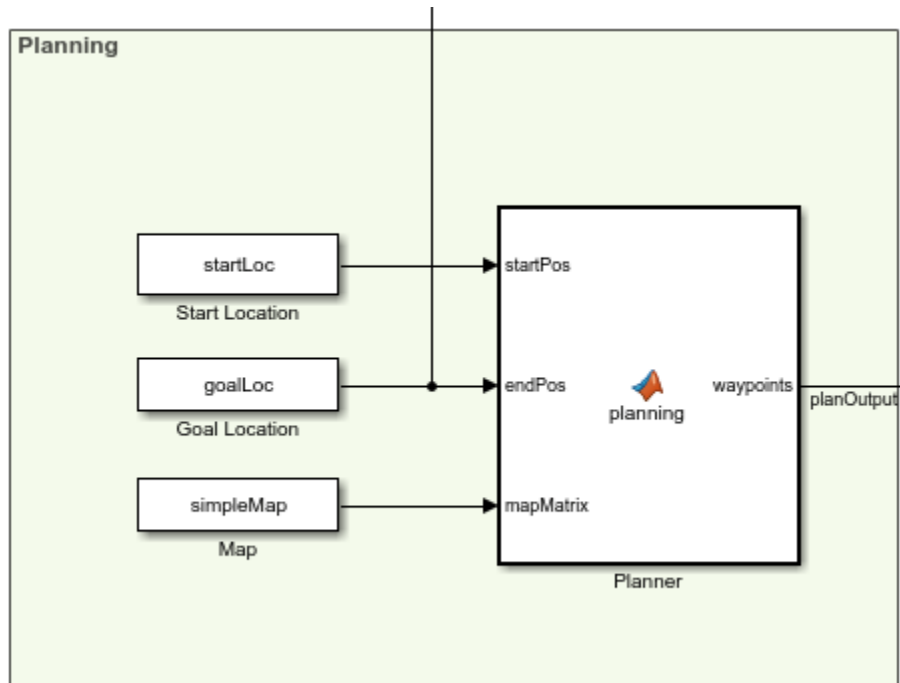 Planning
startLoc
Start Location
goalLoc
Goal Location
simpleMap
Map
startPos
endPos
mapMatrix
planning
waypoints
Planner
planOutput